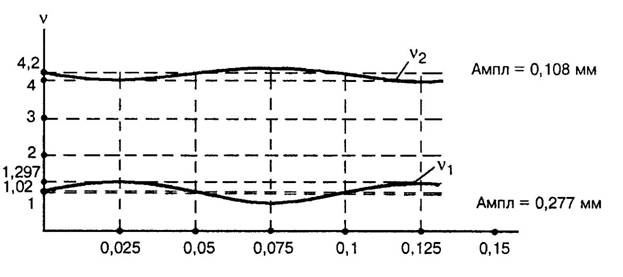 ν
4,2
ν₂
4
Ампл = 0,108 мм
3
2
1,297
ν₁
1,02
1
Ампл = 0,277 мм
0,025 0,05 0,075 0,1 0,125 0,15